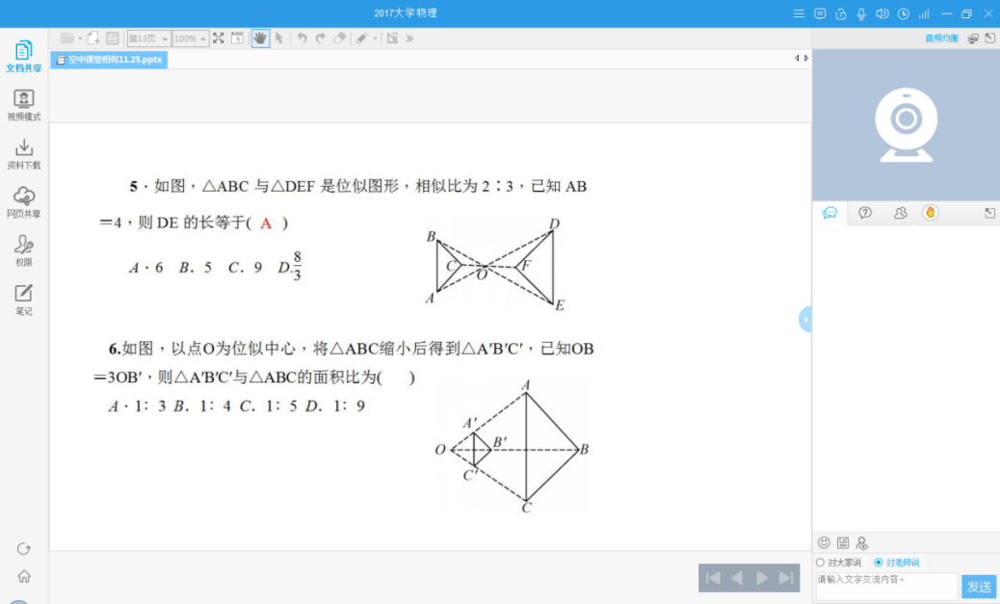 2017大学物理
第13页
100%
音频均衡
文档共享
空中课堂相似11.25.pptx
视频模式
资料下载
网页共享
权限
笔记
5．如图，△ABC 与△DEF 是位似图形，相似比为 2∶3，已知 AB
＝4，则 DE 的长等于( A )
A．6 B．5 C．9 D.8/3
B
D
C
O
F
A
E
6.如图，以点O为位似中心，将△ABC缩小后得到△A′B′C′，已知OB
＝3OB′，则△A′B′C′与△ABC的面积比为( )
A．1∶3 B．1∶4 C．1∶5 D．1∶9
A
A′
O
B′
B
C′
C
对大家说
对老师说
请输入文字交流内容。
发送